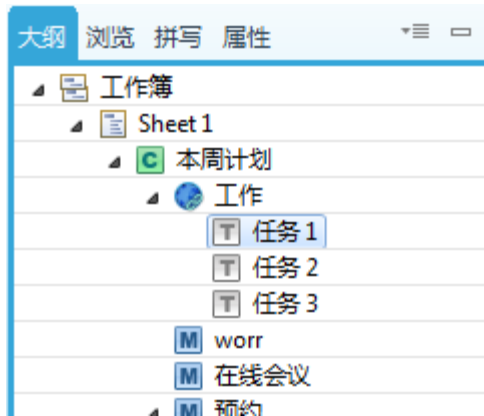 大纲 浏览 拼写 属性
工作簿
Sheet 1
C 本周计划
工作
T 任务 1
T 任务 2
T 任务 3
M worr
M 在线会议
M 预约